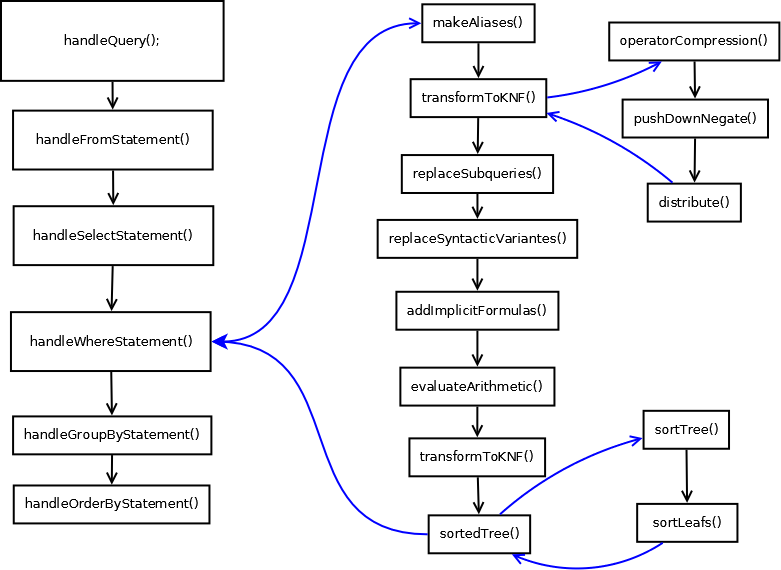 handleQuery();
handleFromStatement()
handleSelectStatement()
handleWhereStatement()
handleGroupByStatement()
handleOrderByStatement()
makeAliases()
transformToKNF()
replaceSubqueries()
replaceSyntacticVariantes()
addImplicitFormulas()
evaluateArithmetic()
transformToKNF()
sortedTree()
operatorCompression()
pushDownNegate()
distribute()
sortTree()
sortLeafs()